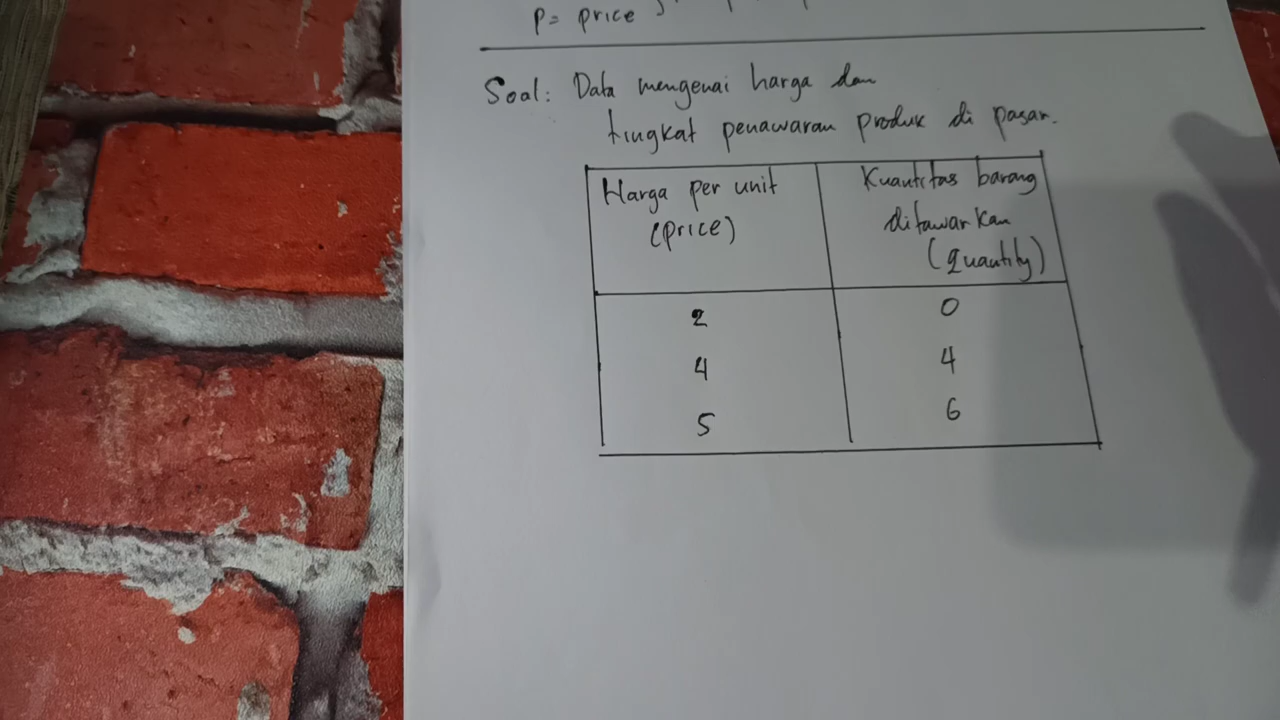 P= price
Soal: Data mengenai harga dan
tingkat penawaran produk di pasar.
Harga per unit
(price)
Kuantitas barang
ditawarkan
(quantity)
2 0
4 4
5 6